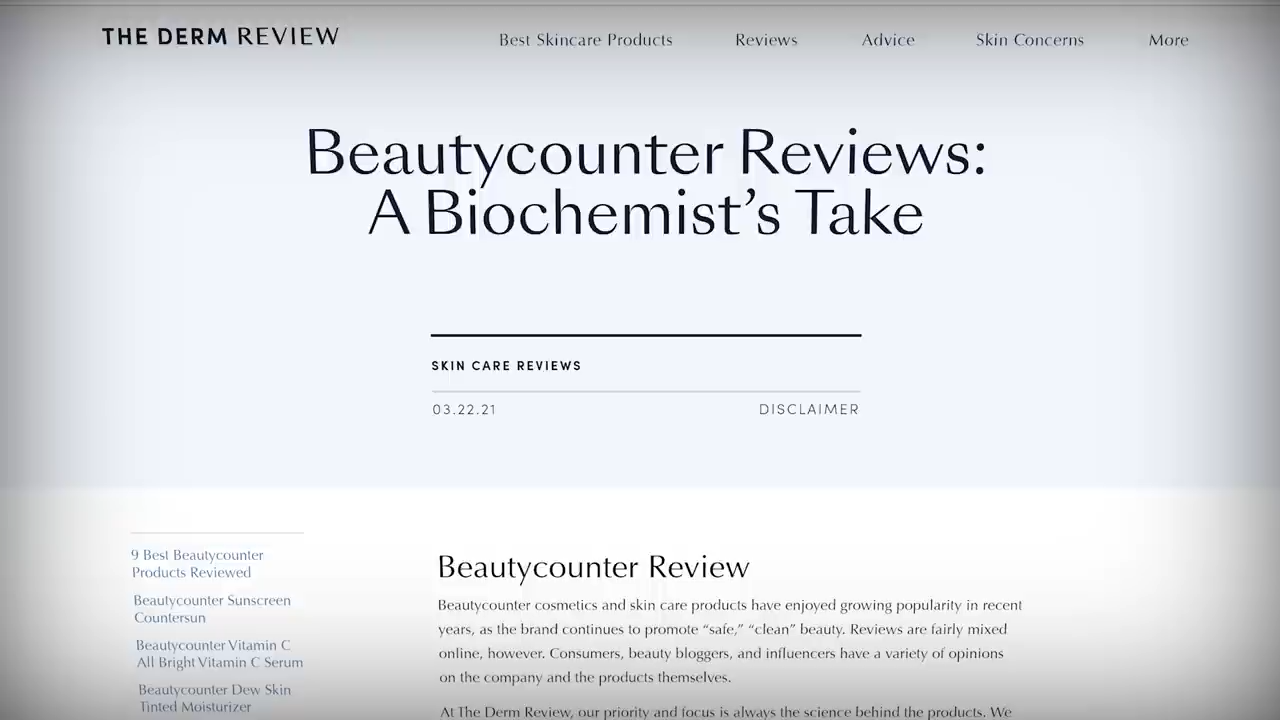 THE DERM REVIEW
Best Skincare Products Reviews Advice Skin Concerns More
Beautycounter Reviews:
A Biochemist’s Take
SKIN CARE REVIEWS
03.22.21 DISCLAIMER
9 Best Beautycounter
Products Reviewed
Beautycounter Sunscreen
Countersun
Beautycounter Vitamin C
All Bright Vitamin C Serum
Beautycounter Dew Skin
Tinted Moisturizer
Beautycounter Review
Beautycounter cosmetics and skin care products have enjoyed growing popularity in recent
years, as the brand continues to promote “safe,” “clean” beauty. Reviews are fairly mixed
online, however. Consumers, beauty bloggers, and influencers have a variety of opinions
on the company and the products themselves.
At The Derm Review, our priority and focus is always the science behind the products. We